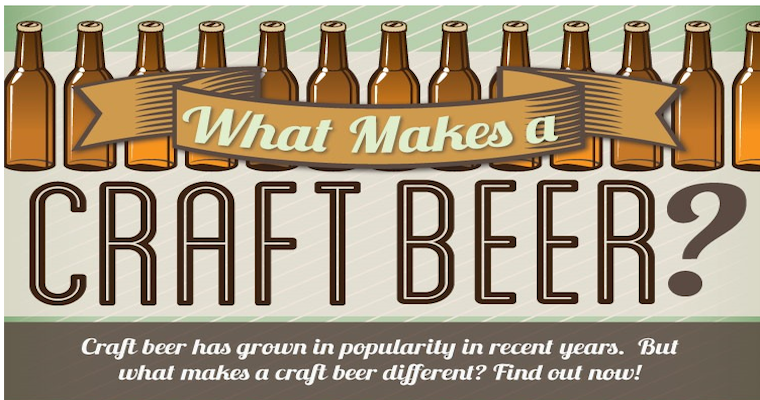 What Makes a
CRAFT BEER?
Craft beer has grown in popularity in recent years.  But
what makes a craft beer different? Find out now!